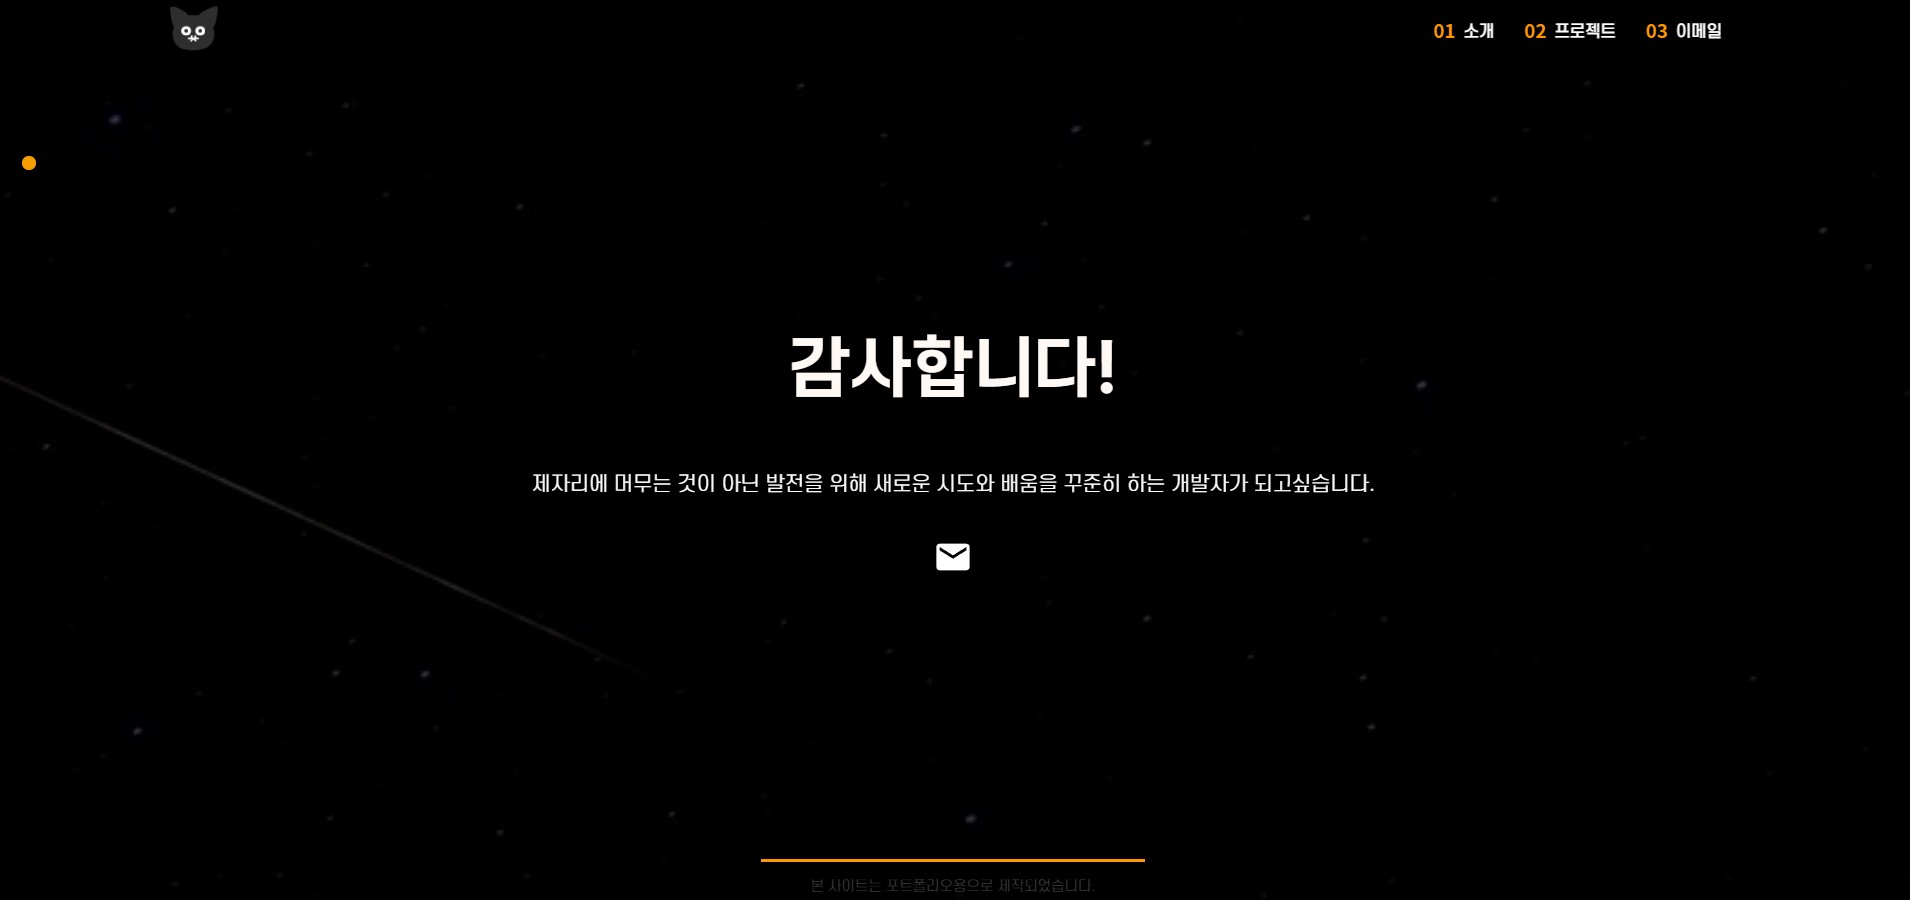 01 소개 02 프로젝트 03 이메일
감사합니다!
제자리에 머무는 것이 아닌 발전을 위해 새로운 시도와 배움을 꾸준히 하는 개발자가 되고싶습니다.
본 사이트는 포트폴리오용으로 제작되었습니다.